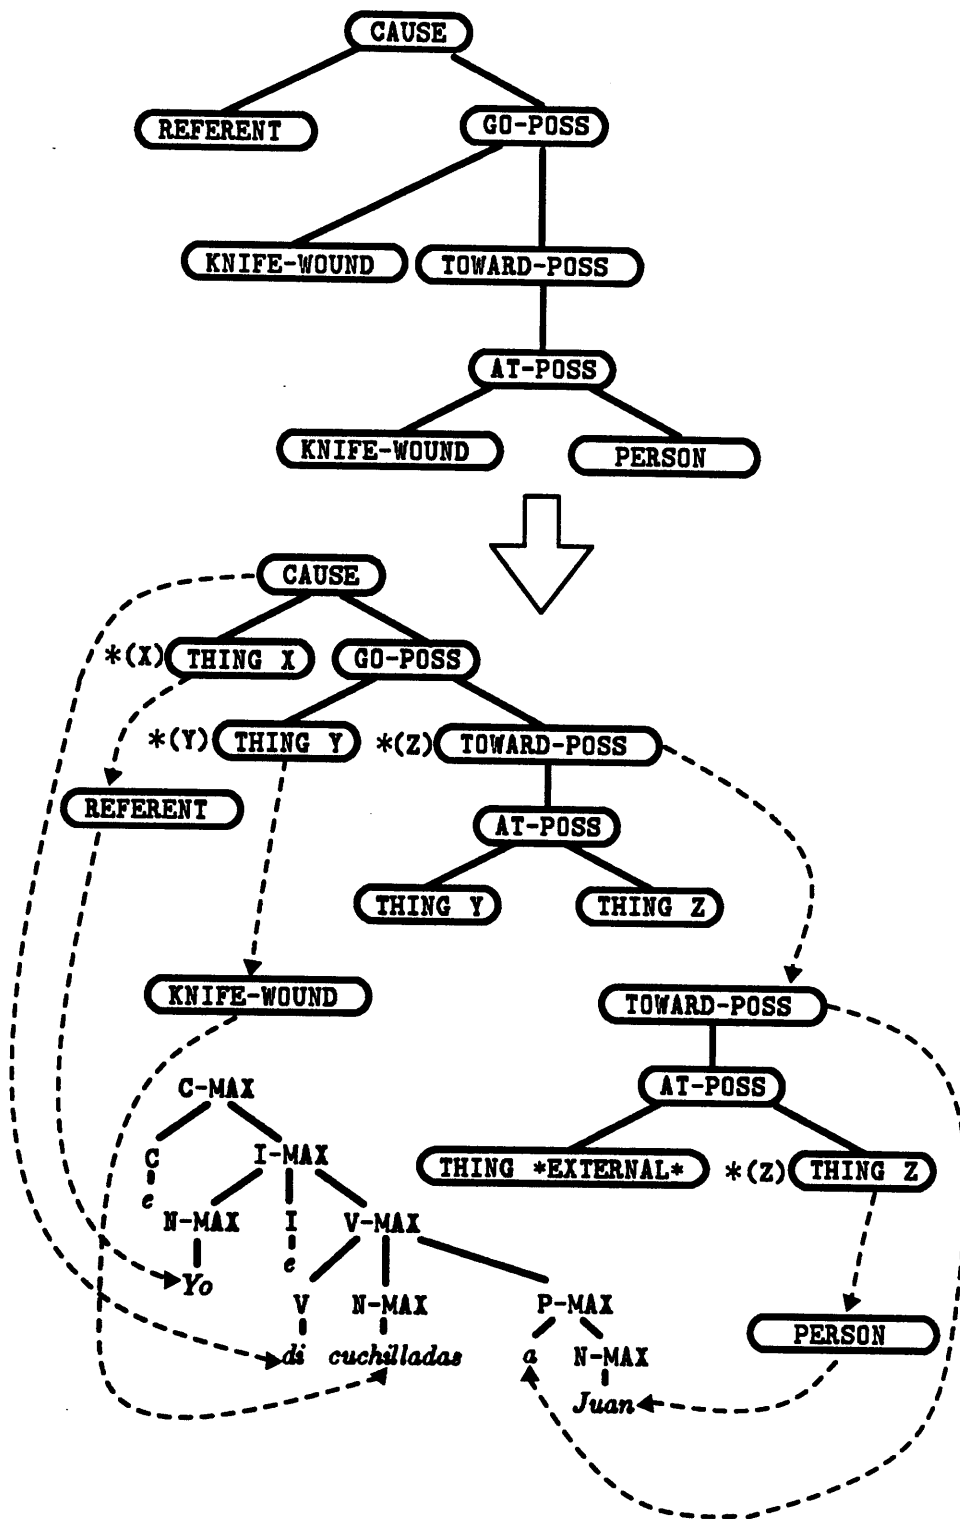 CAUSE
REFERENT GO-POSS
KNIFE-WOUND TOWARD-POSS
AT-POSS
KNIFE-WOUND PERSON
CAUSE
*(X) THING X GO-POSS
*(Y) THING Y *(Z) TOWARD-POSS
REFERENT
AT-POSS
THING Y THING Z
KNIFE-WOUND TOWARD-POSS
C-MAX AT-POSS
C I-MAX THING *EXTERNAL* *(Z) THING Z
e
N-MAX I V-MAX
e
Yo
V N-MAX P-MAX
PERSON
di cuchilladas a N-MAX
Juan